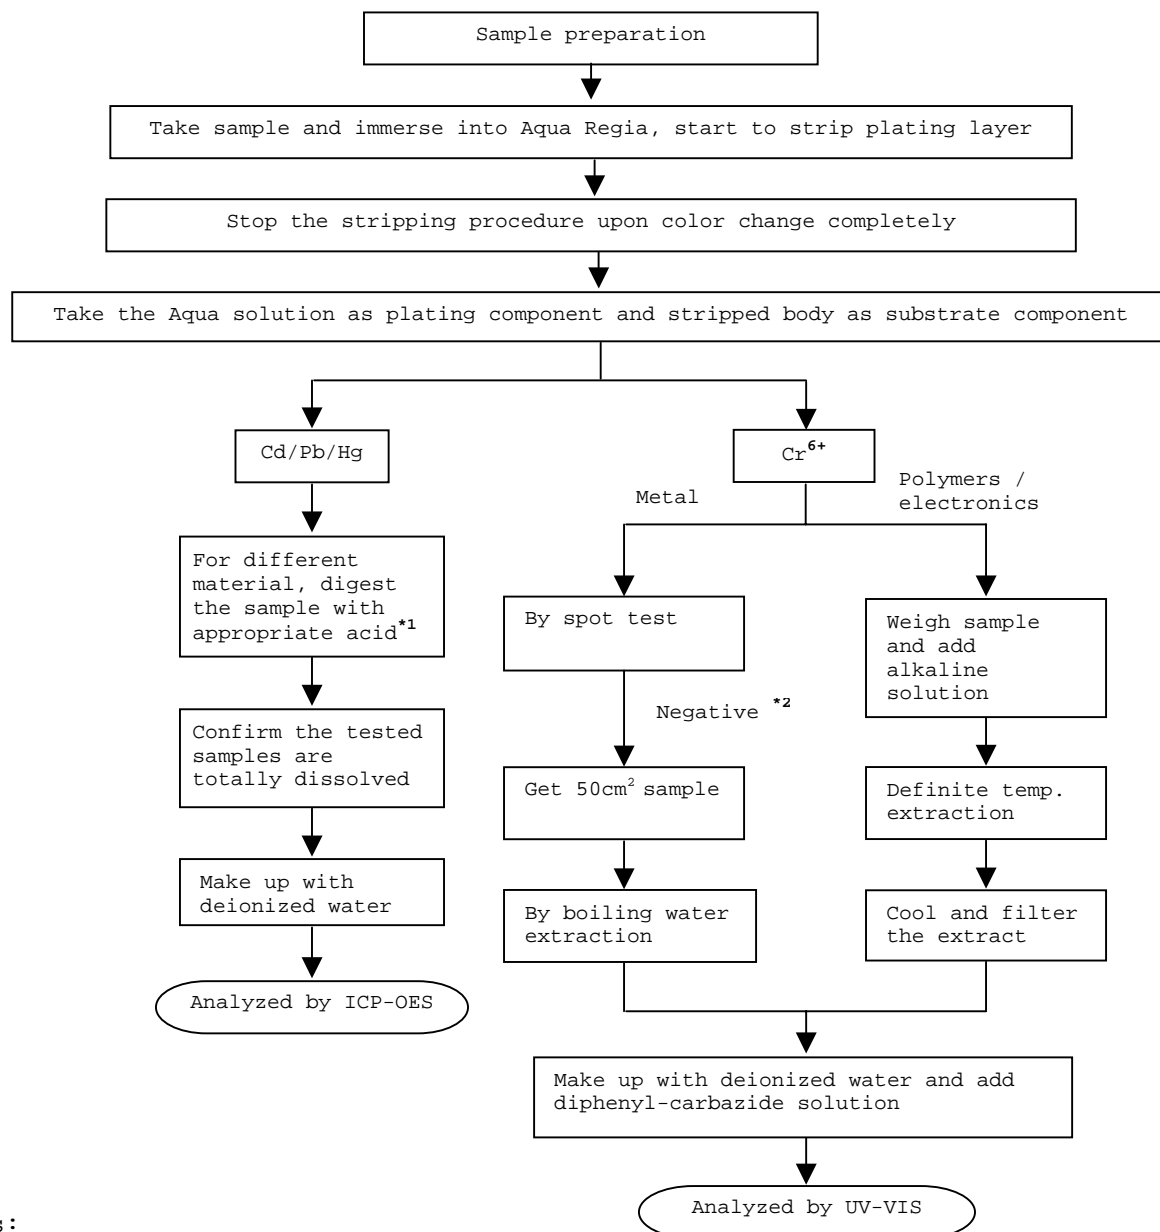 Sample preparation
Take sample and immerse into Aqua Regia, start to strip plating layer
Stop the stripping procedure upon color change completely
Take the Aqua solution as plating component and stripped body as substrate component
Cd/Pb/Hg
Cr6+
Metal
Polymers /
electronics
For different
material, digest
the sample with
appropriate acid*1
Confirm the tested
samples are
totally dissolved
Make up with
deionized water
Analyzed by ICP-OES
By spot test
Negative *2
Get 50cm2 sample
By boiling water
extraction
Weigh sample
and add
alkaline
solution
Definite temp.
extraction
Cool and filter
the extract
Make up with deionized water and add
diphenyl-carbazide solution
Analyzed by UV-VIS
s: